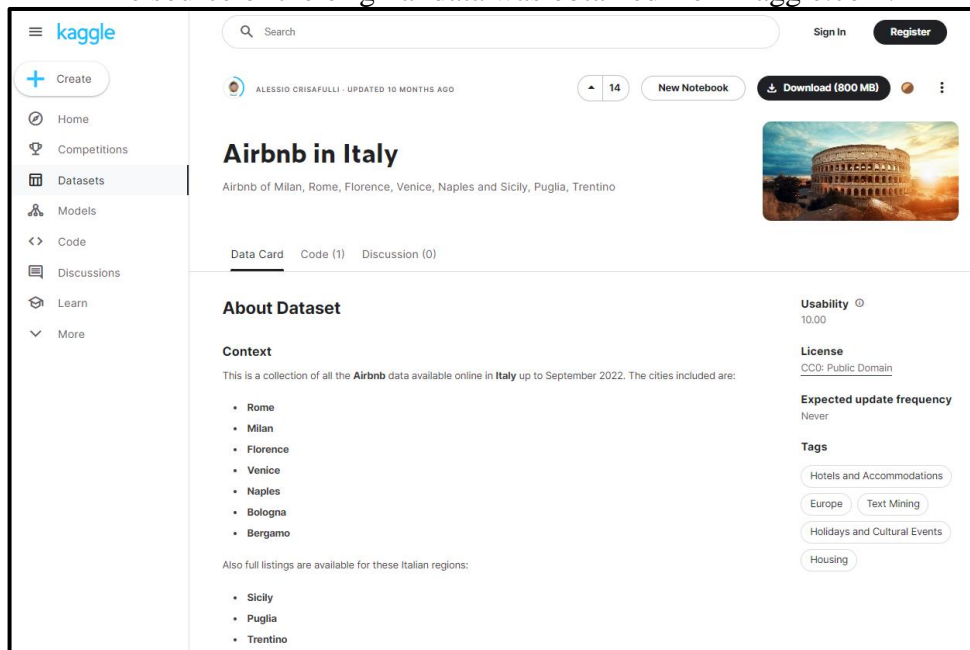 kaggle
Search
Sign In
Register
Create
ALESSIO CRISAFULLI · UPDATED 10 MONTHS AGO
14
New Notebook
Download (800 MB)
Home
Competitions
Datasets
Models
Code
Discussions
Learn
More
Airbnb in Italy
Airbnb of Milan, Rome, Florence, Venice, Naples and Sicily, Puglia, Trentino
Data Card Code (1) Discussion (0)
About Dataset
Context
This is a collection of all the Airbnb data available online in Italy up to September 2022. The cities included are:
• Rome
• Milan
• Florence
• Venice
• Naples
• Bologna
• Bergamo
Also full listings are available for these Italian regions:
• Sicily
• Puglia
• Trentino
Usability
10.00
License
CC0: Public Domain
Expected update frequency
Never
Tags
Hotels and Accommodations
Europe Text Mining
Holidays and Cultural Events
Housing